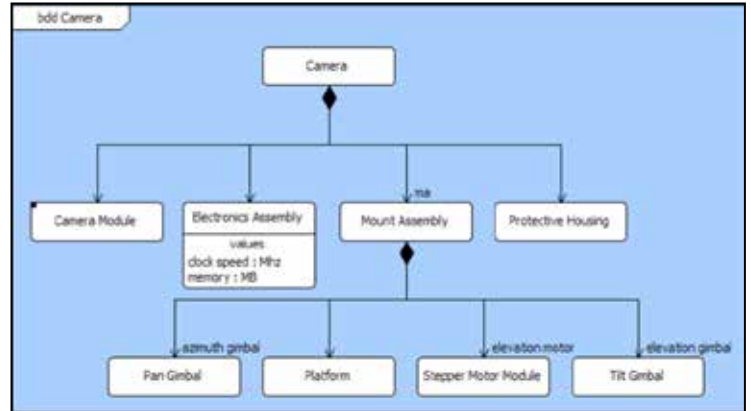 bdd Camera
Camera
ma
Camera Module
Electronics Assembly
values
clock speed : Mhz
memory : MB
Mount Assembly
Protective Housing
azimuth gimbal
elevation motor
elevation gimbal
Pan Gimbal
Platform
Stepper Motor Module
Tilt Gimbal